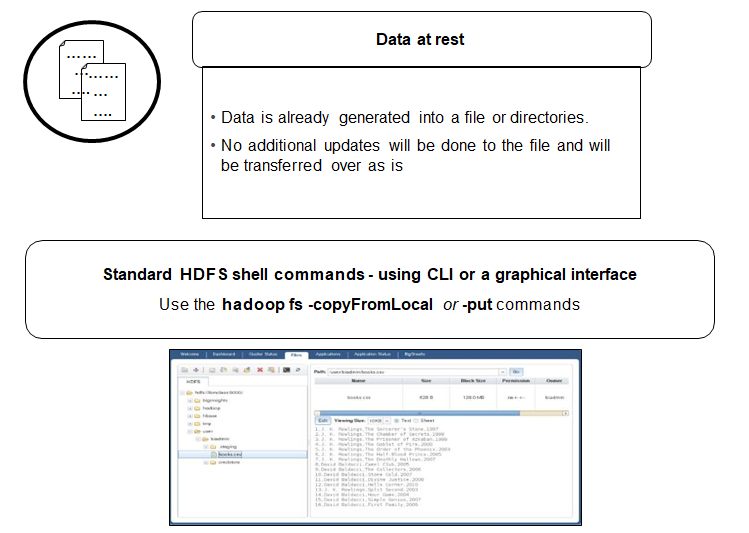 Data at rest
• Data is already generated into a file or directories.
• No additional updates will be done to the file and will
be transferred over as is
Standard HDFS shell commands - using CLI or a graphical interface
Use the hadoop fs -copyFromLocal or -put commands
Welcome Dashboard Cluster Status Files Applications Application Status BigSheets
HDFS
Path: Go
Name Size Block Size Permission Owner
books.csv 628 B 128.0 MB biadmin
Edit Viewing Size: Text Sheet
biginsights
hadoop
hbase
tmp
user
biadmin
.staging
books.csv
1.J. K. Rowlings,The Sorcerer's Stone,1997
2.J. K. Rowlings,The Chamber of Secrets,1998
3.J. K. Rowlings,The Prisoner of Azkaban,1999
4.J. K. Rowlings,The Goblet of Fire,2000
5.J. K. Rowlings,The Order of the Phoenix,2003
6.J. K. Rowlings,The Half Blood Prince,2005
7.J. K. Rowlings,The Deathly Hallows,2007
8.David Baldacci,Camel Club,2005
9.David Baldacci,The Collectors,2006
10.David Baldacci,Stone Cold,2007
11.David Baldacci,Divine Justice,2008
12.David Baldacci,Hells Corner,2010
13.J. K. Rowlings,Split Second,2003
14.David Baldacci,Hour Game,2004
15.David Baldacci,Simple Genius,2007
16.David Baldacci,First Family,2009